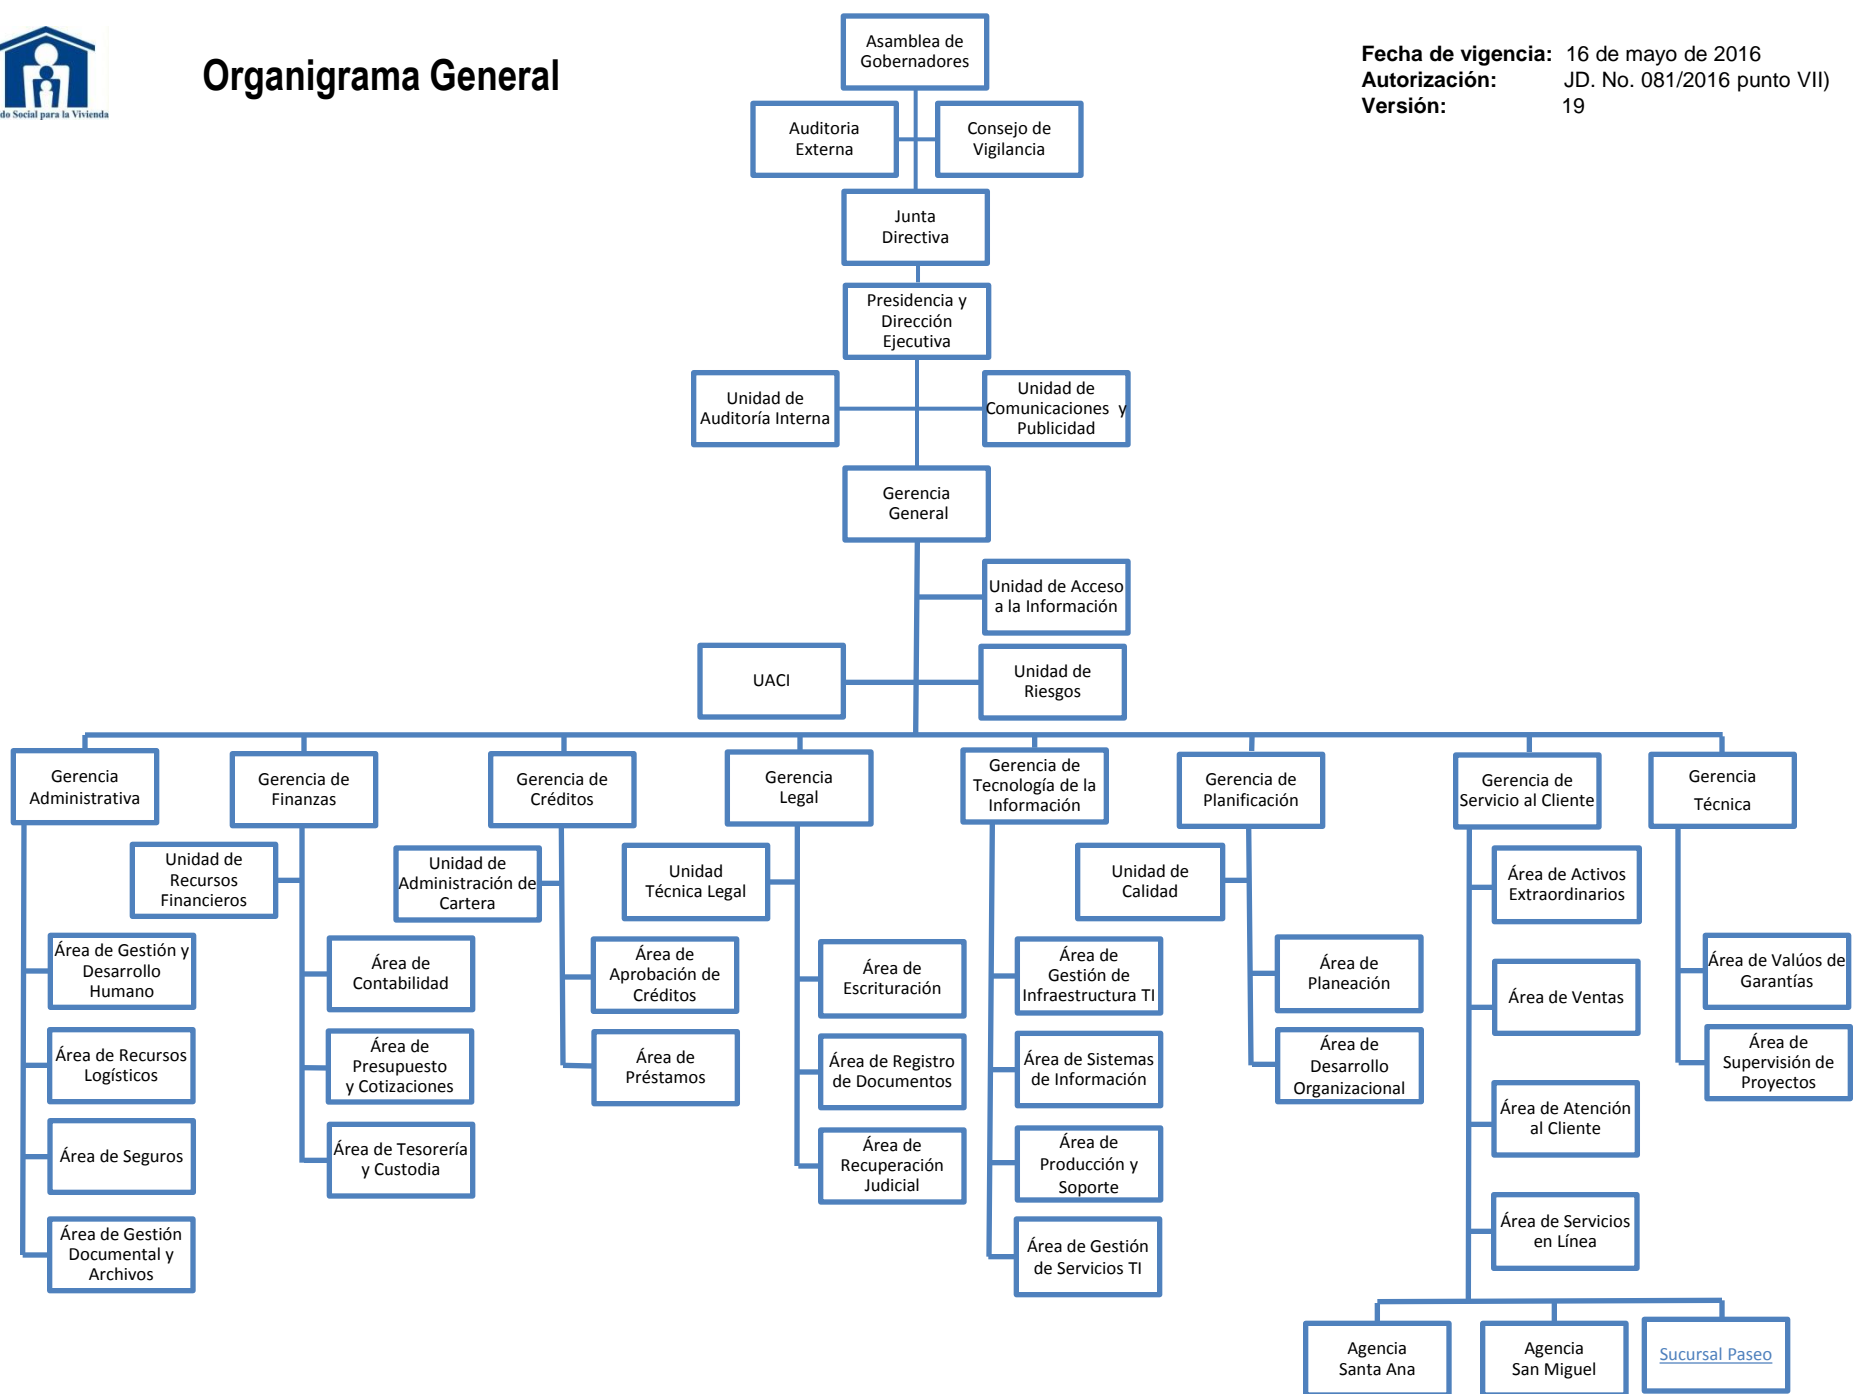 do Social para la Vivienda
Organigrama General
Fecha de vigencia: 16 de mayo de 2016
Autorización: JD. No. 081/2016 punto VII)
Versión: 19
Asamblea de
Gobernadores
Auditoria
Externa
Consejo de
Vigilancia
Junta
Directiva
Presidencia y
Dirección
Ejecutiva
Unidad de
Auditoría Interna
Unidad de
Comunicaciones y
Publicidad
Gerencia
General
Unidad de Acceso
a la Información
UACI
Unidad de
Riesgos
Gerencia
Administrativa
Gerencia de
Finanzas
Gerencia de
Créditos
Gerencia
Legal
Gerencia de
Tecnología de la
Información
Gerencia de
Planificación
Gerencia de
Servicio al Cliente
Gerencia
Técnica
Unidad de
Recursos
Financieros
Unidad de
Administración de
Cartera
Unidad
Técnica Legal
Unidad de
Calidad
Área de Activos
Extraordinarios
Área de Gestión y
Desarrollo
Humano
Área de
Contabilidad
Área de
Aprobación de
Créditos
Área de
Escrituración
Área de
Gestión de
Infraestructura TI
Área de
Planeación
Área de Ventas
Área de Valúos de
Garantías
Área de Recursos
Logísticos
Área de
Presupuesto
y Cotizaciones
Área de
Préstamos
Área de Registro
de Documentos
Área de Sistemas
de Información
Área de
Desarrollo
Organizacional
Área de
Supervisión de
Proyectos
Área de Atención
al Cliente
Área de Seguros
Área de Tesorería
y Custodia
Área de
Recuperación
Judicial
Área de
Producción y
Soporte
Área de Servicios
en Línea
Área de Gestión
Documental y
Archivos
Área de Gestión
de Servicios TI
Agencia
Santa Ana
Agencia
San Miguel
Sucursal Paseo